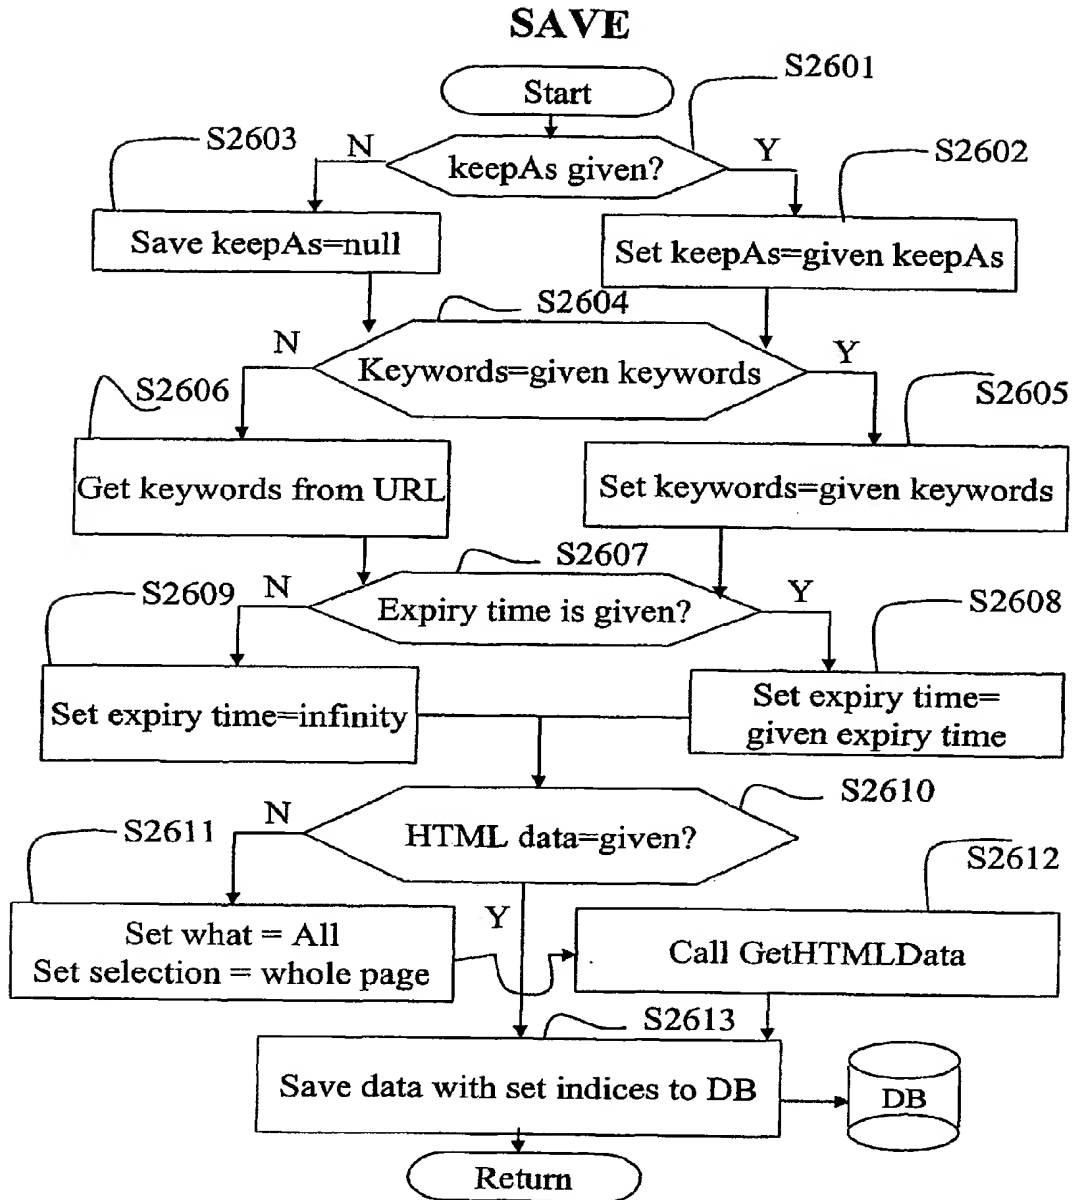 SAVE
Start
S2601
S2603
N
keepAs given?
Y
S2602
Save keepAs=null
Set keepAs=given keepAs
S2604
N
Keywords=given keywords
Y
S2606
S2605
Get keywords from URL
Set keywords=given keywords
S2607
S2609
N
Expiry time is given?
Y
S2608
Set expiry time=infinity
Set expiry time=
given expiry time
S2610
S2611
N
HTML data=given?
S2612
Set what = All
Set selection = whole page
Y
Call GetHTMLData
S2613
Save data with set indices to DB
DB
Return